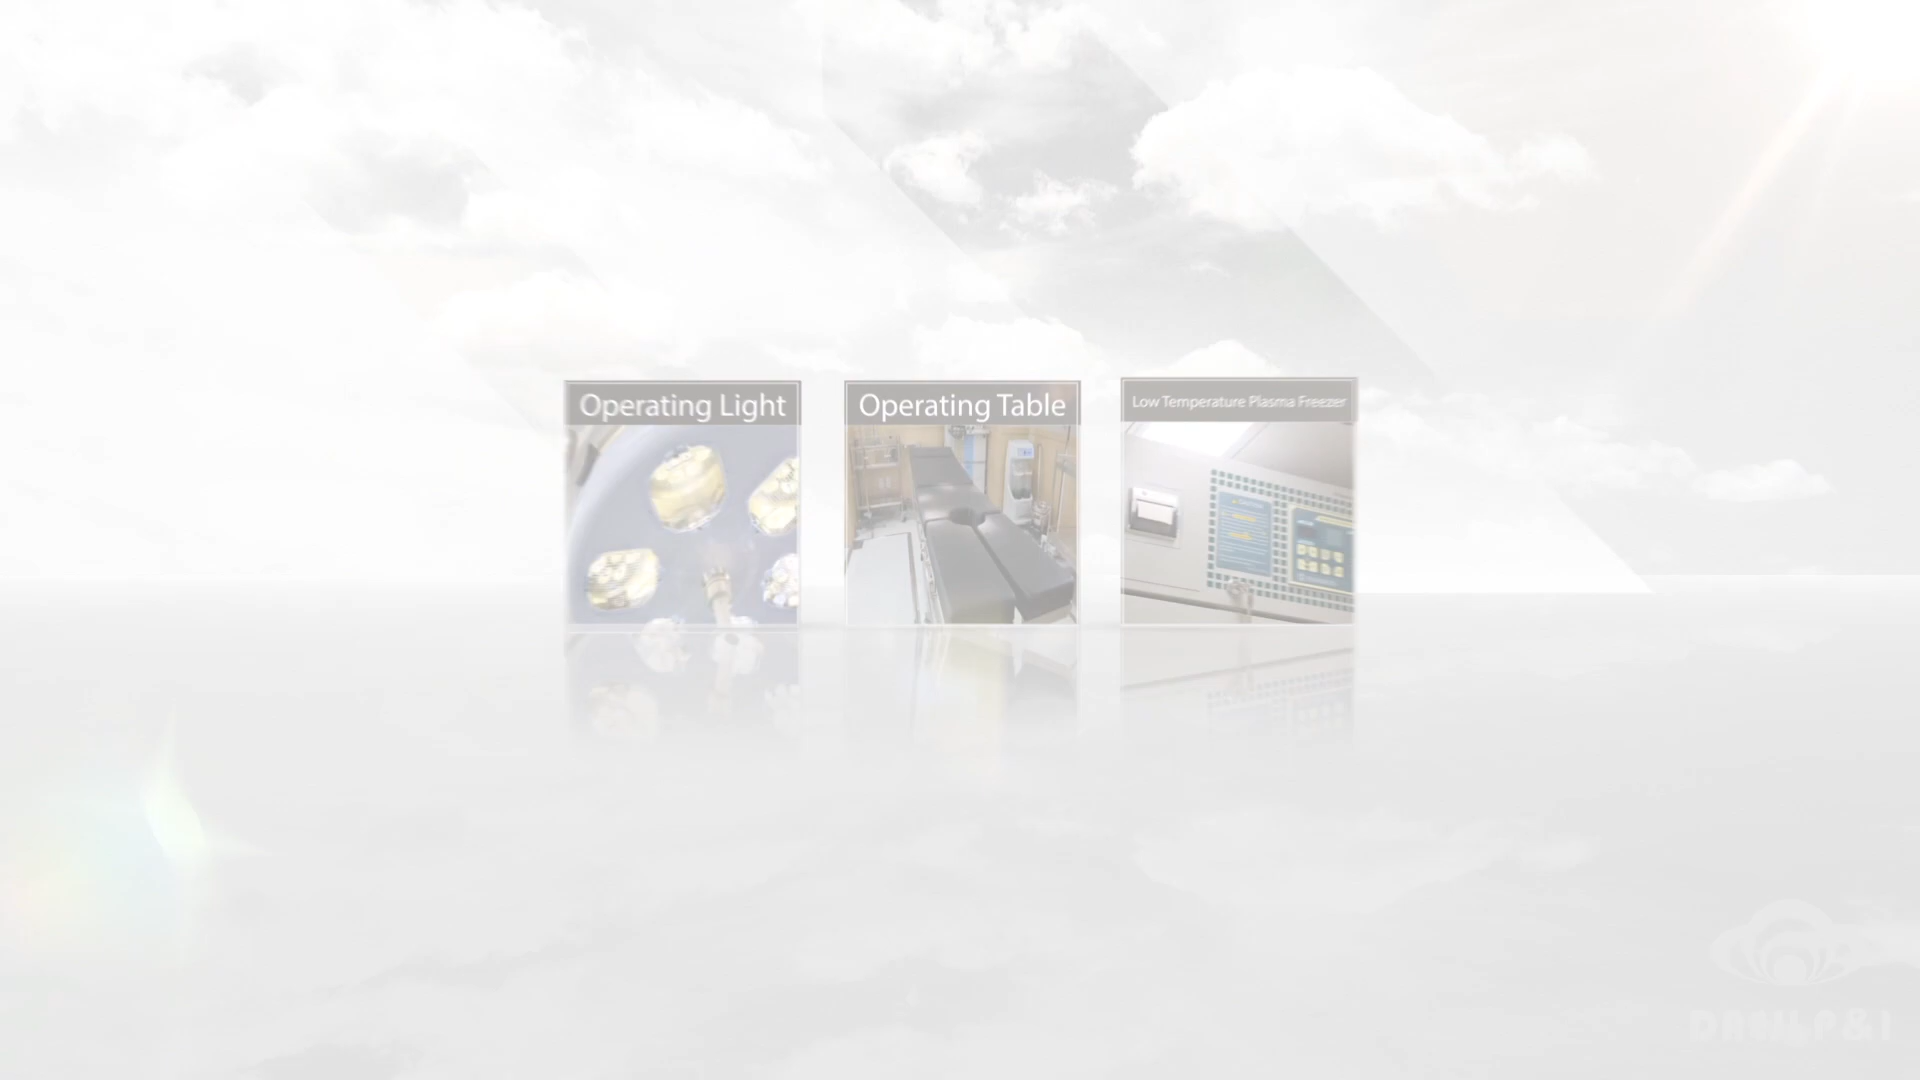 Operating Light
Operating Table
Low Temperature Plasma Freezer